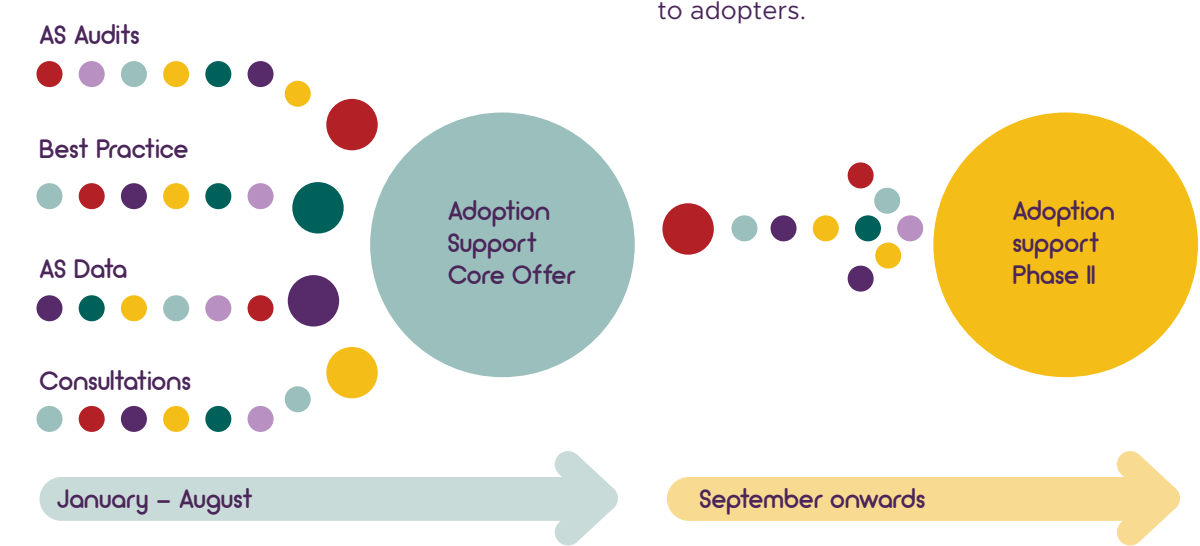 to adopters.
AS Audits
Best Practice
AS Data
Consultations
Adoption
Support
Core Offer
Adoption
support
Phase II
January – August
September onwards